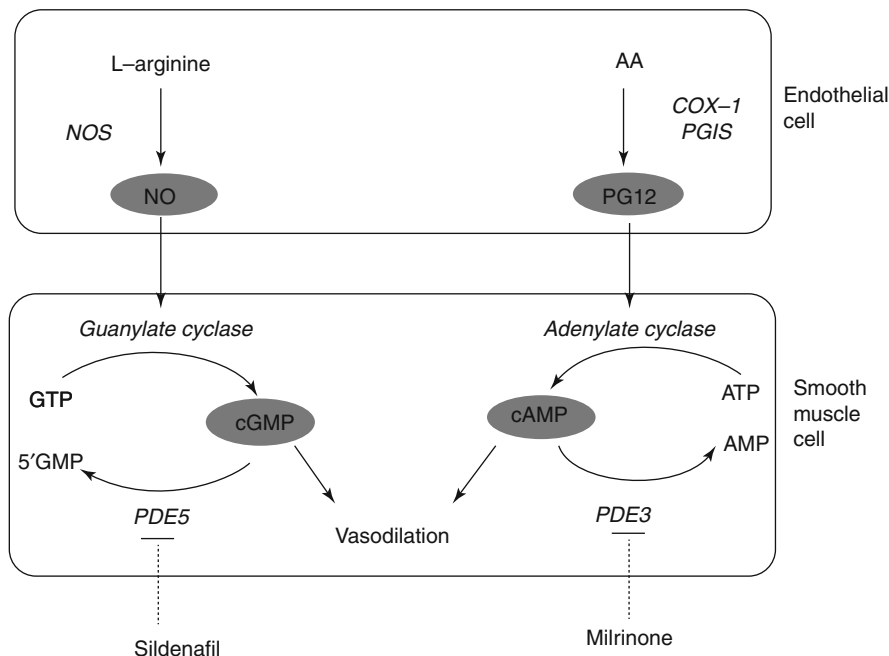 L–arginine
AA
NOS
COX–1
PGIS
Endothelial
cell
NO
PG12
Guanylate cyclase
Adenylate cyclase
GTP
ATP
cGMP
cAMP
Smooth
muscle
cell
5′GMP
AMP
PDE5
PDE3
Vasodilation
Sildenafil
Milrinone